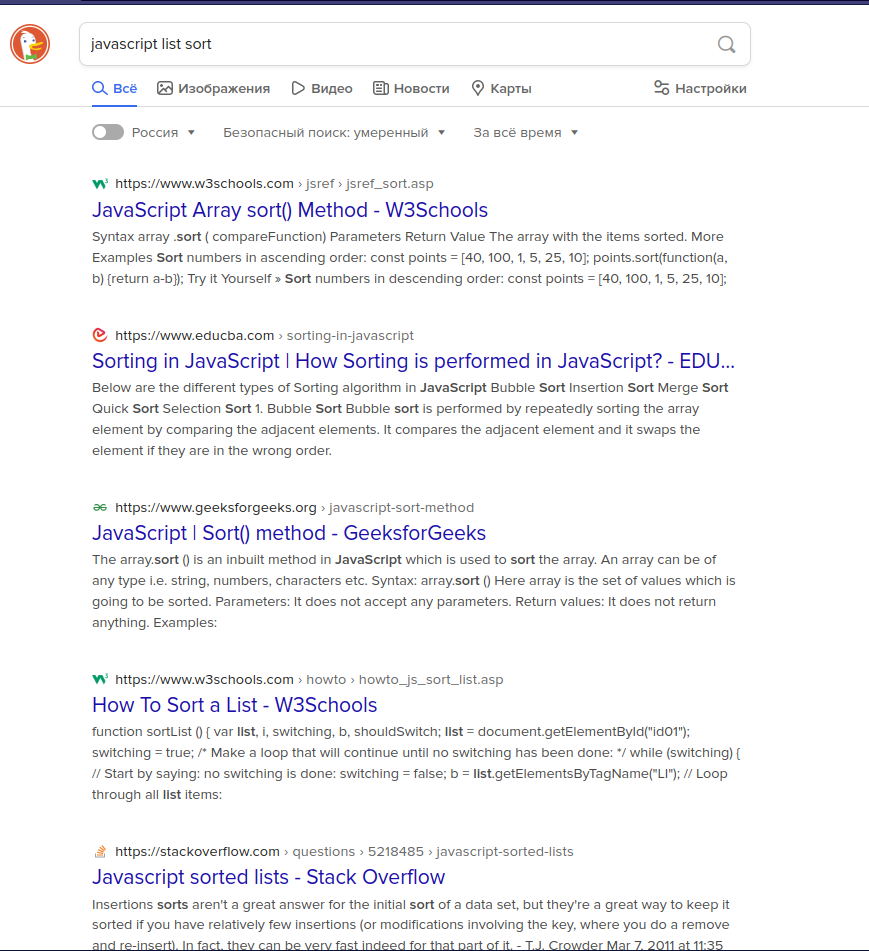 javascript list sort
Всё Изображения Видео Новости Карты Настройки
Россия Безопасный поиск: умеренный За всё время
https://www.w3schools.com › jsref › jsref_sort.asp
JavaScript Array sort() Method - W3Schools
Syntax array .sort ( compareFunction) Parameters Return Value The array with the items sorted. More
Examples Sort numbers in ascending order: const points = [40, 100, 1, 5, 25, 10]; points.sort(function(a,
b) {return a-b}); Try it Yourself » Sort numbers in descending order: const points = [40, 100, 1, 5, 25, 10];
https://www.educba.com › sorting-in-javascript
Sorting in JavaScript | How Sorting is performed in JavaScript? - EDU...
Below are the different types of Sorting algorithm in JavaScript Bubble Sort Insertion Sort Merge Sort
Quick Sort Selection Sort 1. Bubble Sort Bubble sort is performed by repeatedly sorting the array
element by comparing the adjacent elements. It compares the adjacent element and it swaps the
element if they are in the wrong order.
https://www.geeksforgeeks.org › javascript-sort-method
JavaScript | Sort() method - GeeksforGeeks
The array.sort () is an inbuilt method in JavaScript which is used to sort the array. An array can be of
any type i.e. string, numbers, characters etc. Syntax: array.sort () Here array is the set of values which is
going to be sorted. Parameters: It does not accept any parameters. Return values: It does not return
anything. Examples:
https://www.w3schools.com › howto › howto_js_sort_list.asp
How To Sort a List - W3Schools
function sortList () { var list, i, switching, b, shouldSwitch; list = document.getElementById("id01");
switching = true; /* Make a loop that will continue until no switching has been done: */ while (switching) {
// Start by saying: no switching is done: switching = false; b = list.getElementsByTagName("LI"); // Loop
through all list items:
https://stackoverflow.com › questions › 5218485 › javascript-sorted-lists
Javascript sorted lists - Stack Overflow
Insertions sorts aren't a great answer for the initial sort of a data set, but they're a great way to keep it
sorted if you have relatively few insertions (or modifications involving the key, where you do a remove
and re-insert). In fact, they can be very fast indeed for that part of it. - T.J. Crowder Mar 7, 2011 at 11:35